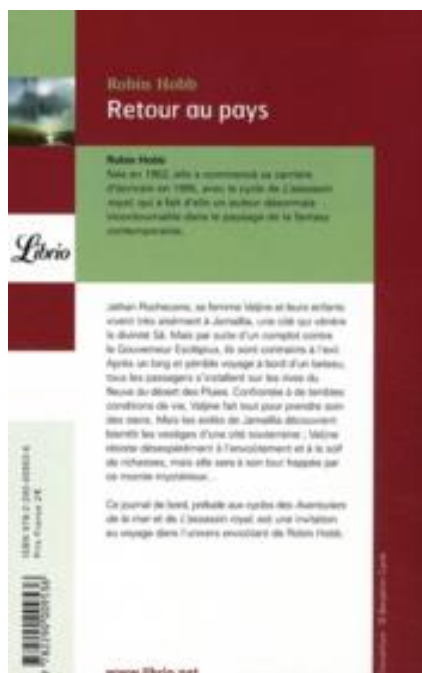 Robin Hobb
Retour au pays
Robin Hobb
Née en 1952, elle a commencé sa carrière
d'écrivain en 1995, avec le cycle de L'assassin
royal, qui a fait d'elle un auteur désormais
incontournable dans le paysage de la fantasy
contemporaine.
Librio
Jathan Rochecarre, sa femme Valjine et leurs enfants
vivent très aisément à Jamaillia, une cité qui vénère
la divinité Sâ. Mais par suite d'un complot contre
le Gouverneur Esclépius, ils sont contraints à l'exil.
Après un long et pénible voyage à bord d'un bateau,
tous les passagers s'installent sur les rives du
fleuve du désert des Pluies. Confrontée à de terribles
conditions de vie, Valjine fait tout pour prendre soin
des siens. Mais les exilés de Jamaillia découvrent
bientôt les vestiges d'une cité souterraine ; Valjine
résiste désespérément à l'envoûtement et à la soif
de richesses, mais elle sera à son tour happée par
ce monde mystérieux...
Ce journal de bord, prélude aux cycles des Aventuriers
de la mer et de L'assassin royal, est une invitation
au voyage dans l'univers envoûtant de Robin Hobb.
Prix France 2€
www.librio.net